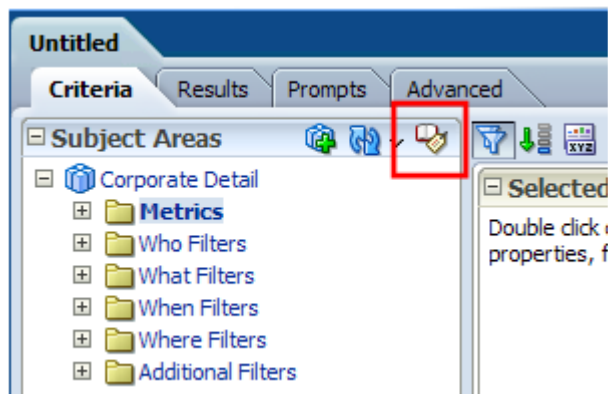 Untitled
Criteria Results Prompts Advanced
Subject Areas
XYZ
Corporate Detail
Selected
Metrics
Double click
Who Filters
properties, f
What Filters
When Filters
Where Filters
Additional Filters